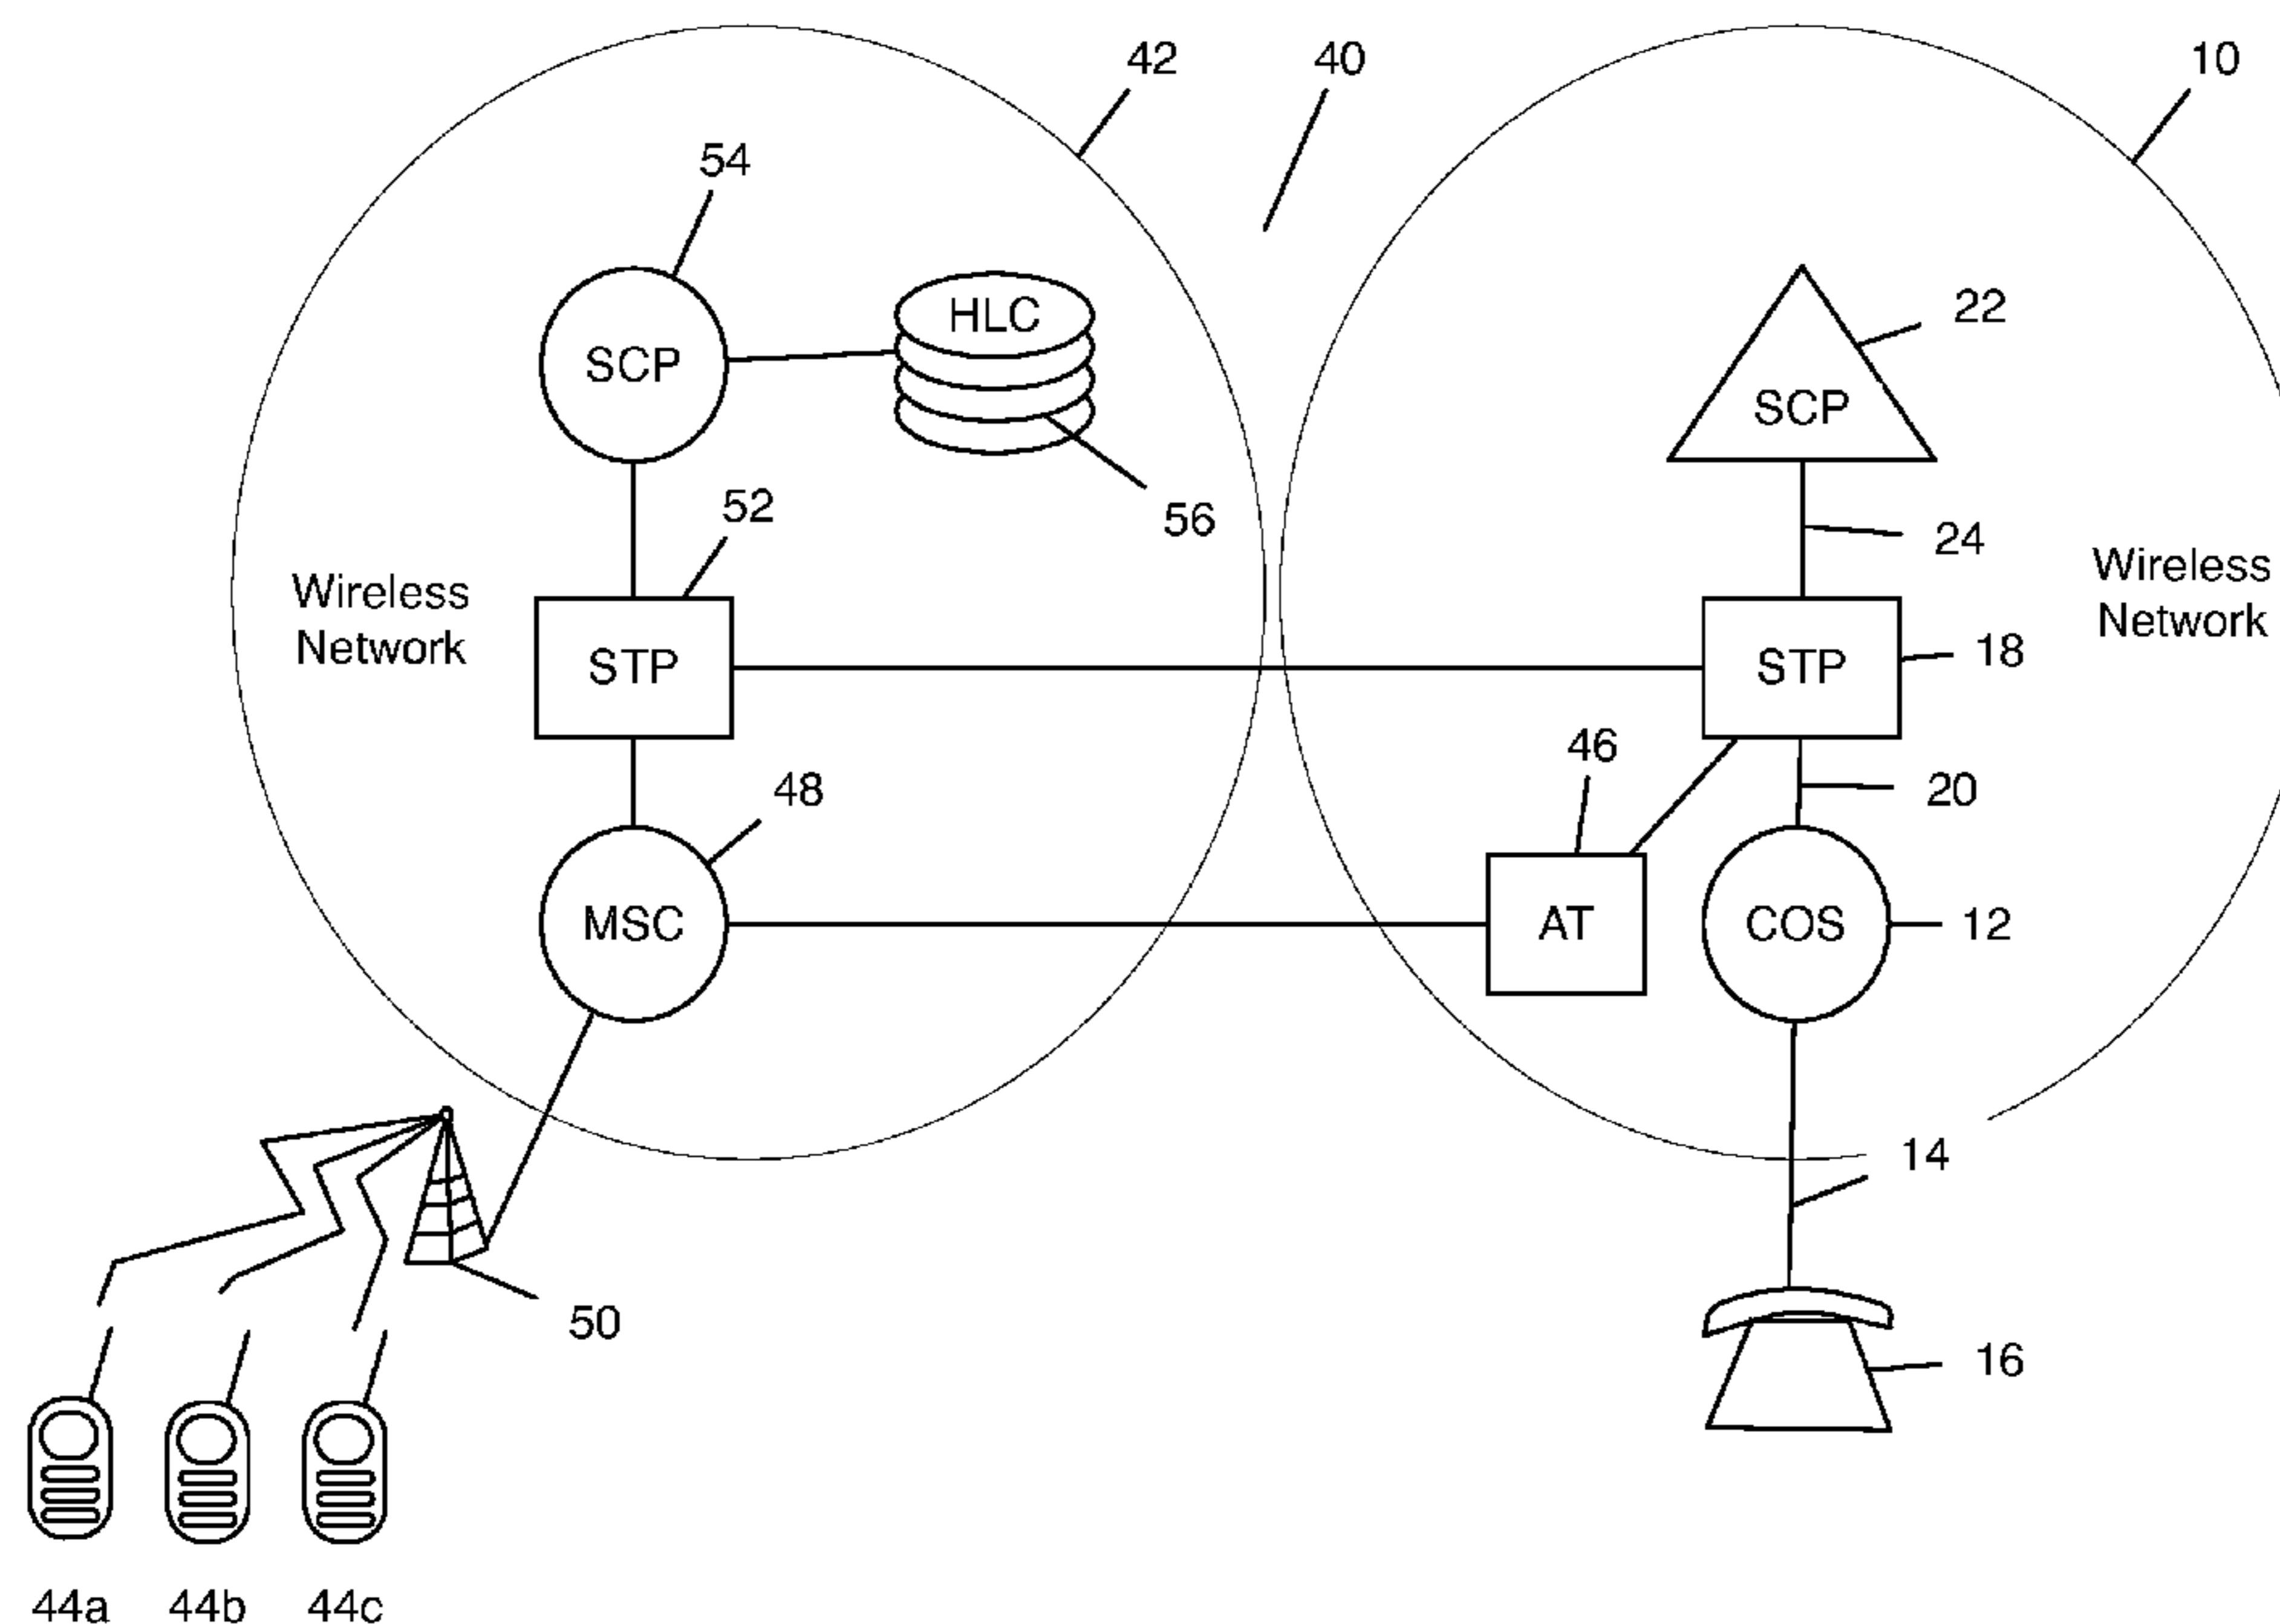 42
40
10
54
HLC
SCP
22
SCP
52
56
24
Wireless
Network
Wireless
Network
STP
STP
18
46
48
20
MSC
AT
COS
12
14
50
16
44a
44b
44c